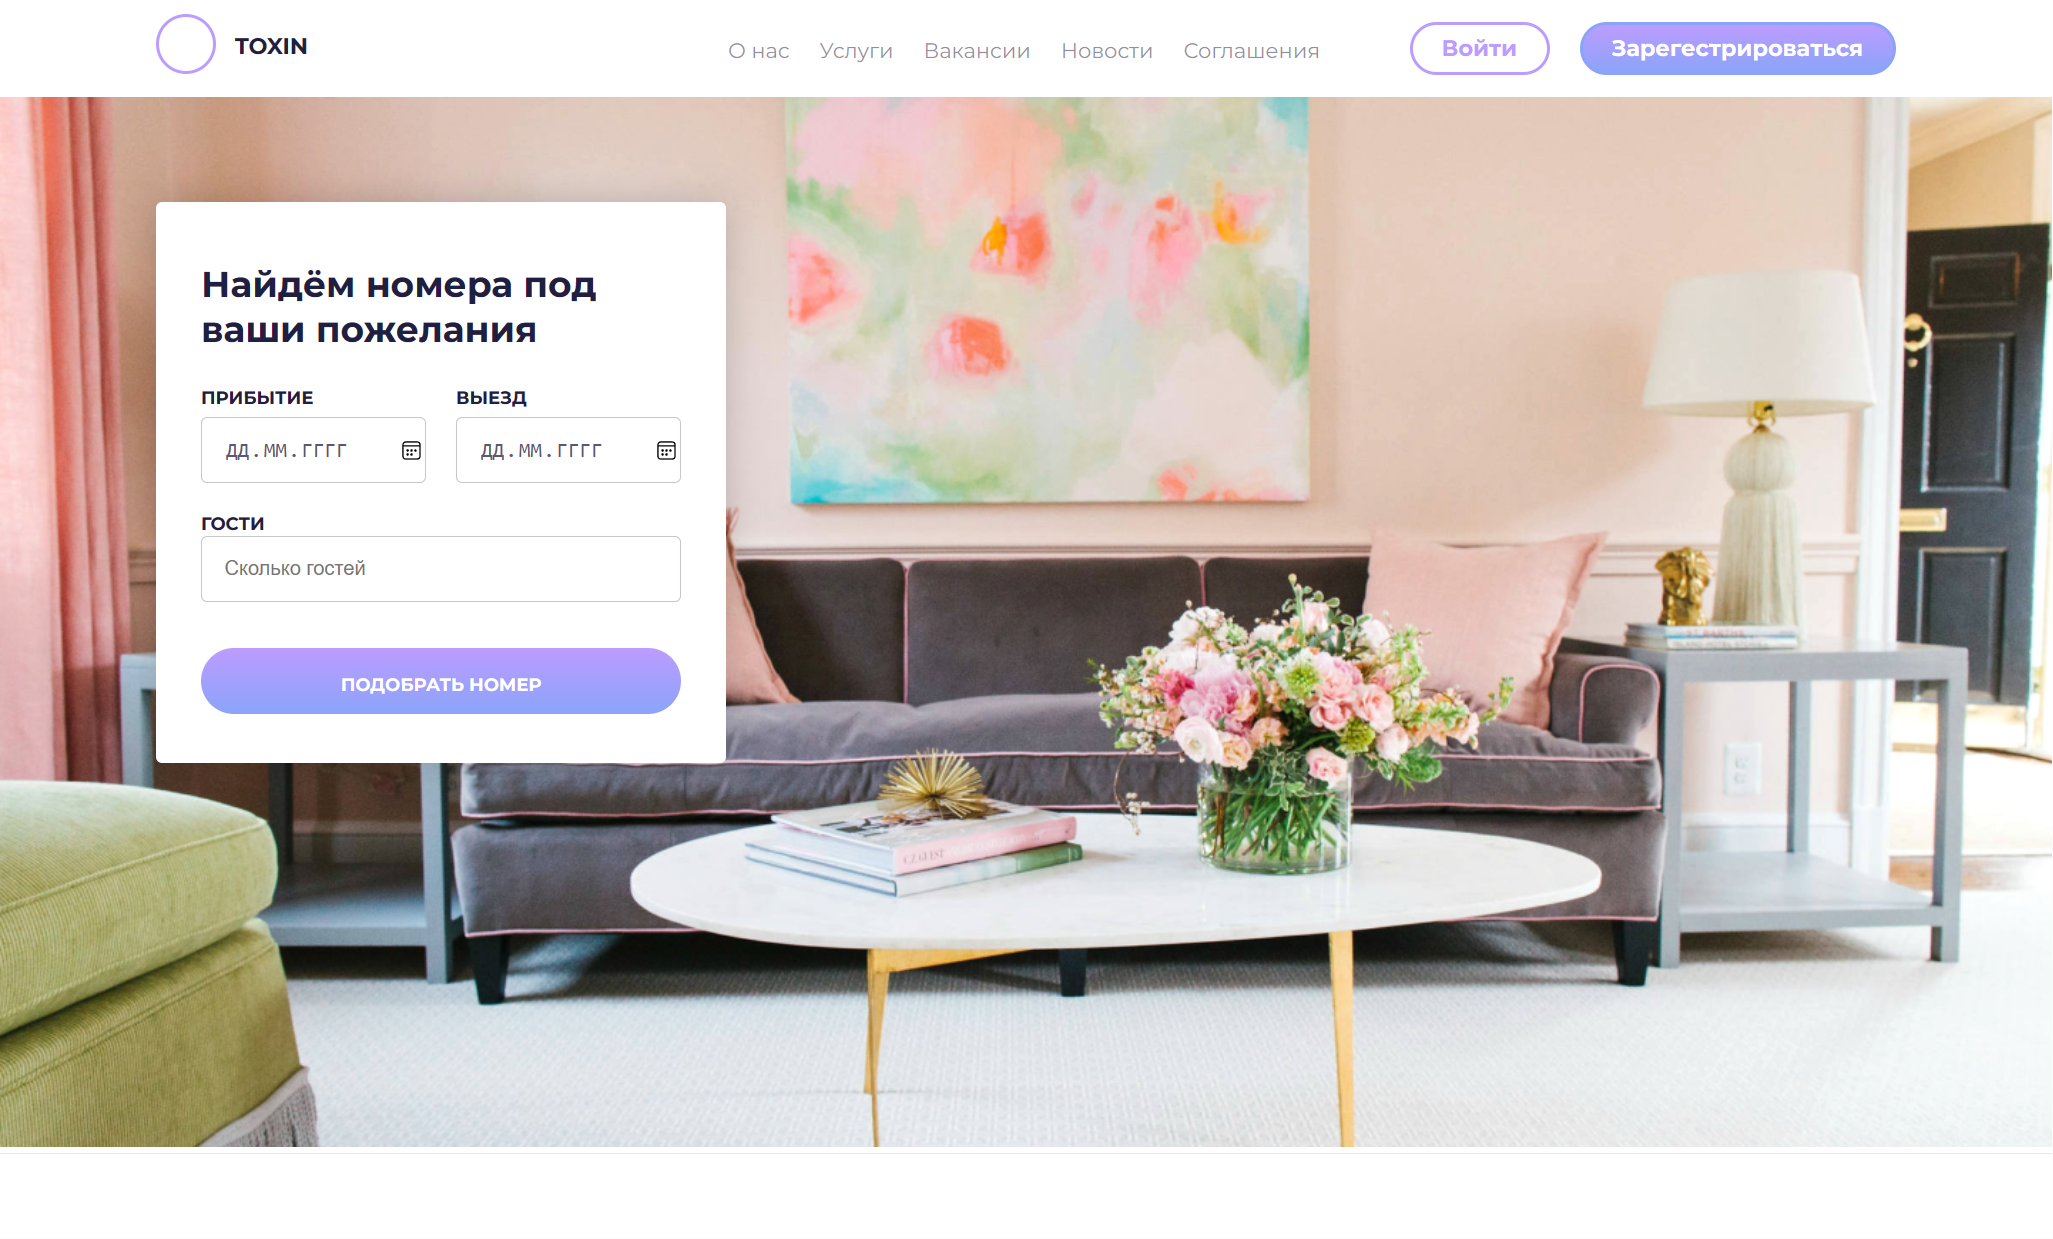 TOXIN
О нас Услуги Вакансии Новости Соглашения
Войти
Зарегестрироваться
Найдём номера под
ваши пожелания
ПРИБЫТИЕ ВЫЕЗД
ДД.ММ.ГГГГ ДД.ММ.ГГГГ
ГОСТИ
Сколько гостей
ПОДОБРАТЬ НОМЕР
C.Z. GUEST